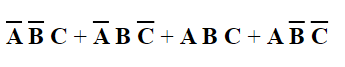 A̅ B̅ C + A̅ B C̅ + A B C + A B̅ C̅